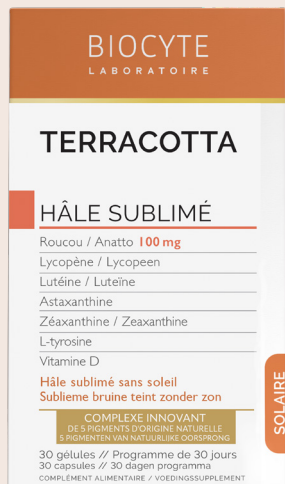 BIOCYTE
LABORATOIRE
TERRACOTTA
HÂLE SUBLIMÉ
Roucou / Anatto 100 mg
Lycopène / Lycopeen
Lutéine / Luteïne
Astaxanthine
Zéaxanthine / Zeaxanthine
L-tyrosine
Vitamine D
Hâle sublimé sans soleil
Sublieme bruine teint zonder zon
COMPLEXE INNOVANT
DE 5 PIGMENTS D'ORIGINE NATURELLE
5 PIGMENTEN VAN NATUURLIJKE OORSPRONG
30 gélules // Programme de 30 jours
30 capsules // 30 dagen programma
COMPLÉMENT ALIMENTAIRE / VOEDINGSSUPPLEMENT
SOLAIRE